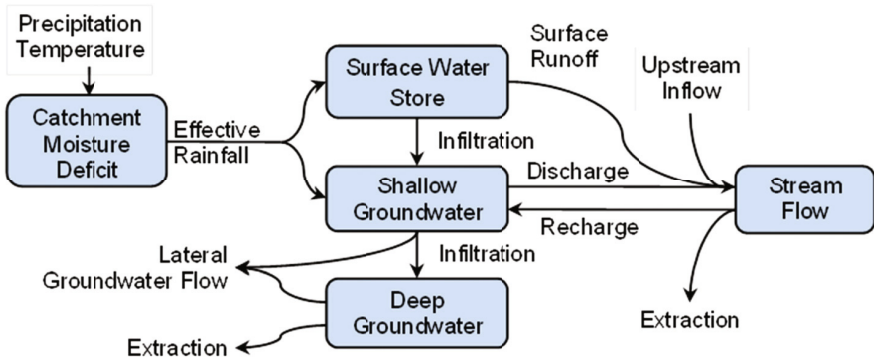 Precipitation
Temperature
Catchment
Moisture
Deficit
Effective
Rainfall
Surface Water
Store
Infiltration
Shallow
Groundwater
Infiltration
Deep
Groundwater
Lateral
Groundwater Flow
Extraction
Surface
Runoff
Upstream
Inflow
Discharge
Recharge
Stream
Flow
Extraction